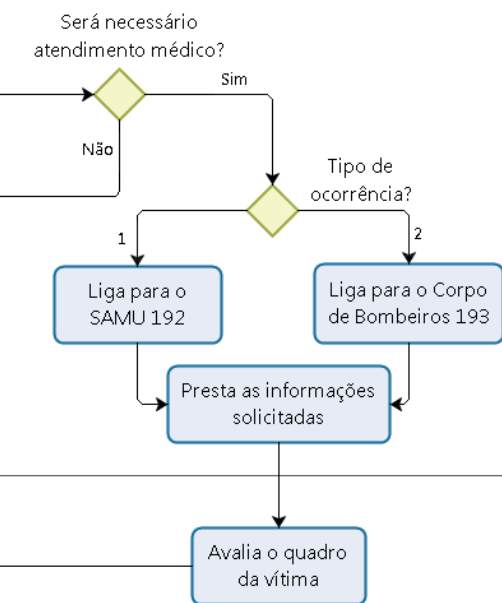 Será necessário
atendimento médico?
Sim
Não
Tipo de
ocorrência?
1
2
Liga para o
SAMU 192
Liga para o Corpo
de Bombeiros 193
Presta as informações
solicitadas
Avalia o quadro
da vítima